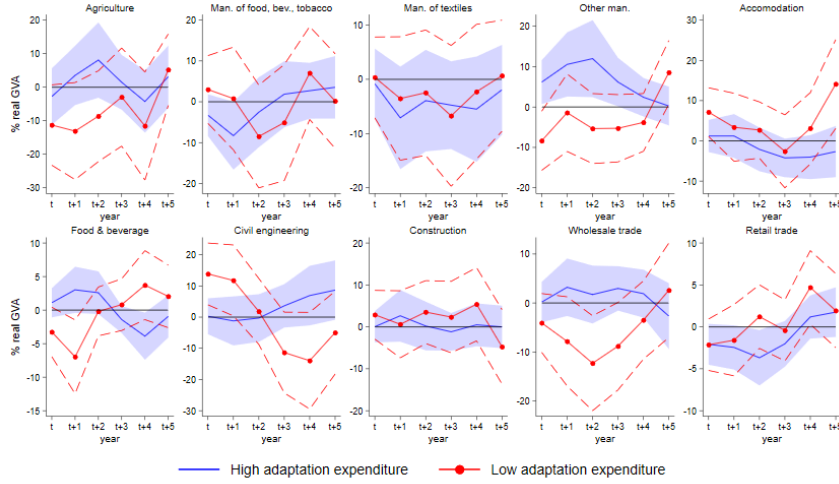 Agriculture
Man. of food, bev., tobacco
Man. of textiles
Other man.
Accomodation
% real GVA
20
10
0
-10
-20
-30
20
10
0
-10
-20
10
0
-10
-20
20
10
0
-10
-20
30
20
10
0
-10
t t+1 t+2 t+3 t+4 t+5
t t+1 t+2 t+3 t+4 t+5
t t+1 t+2 t+3 t+4 t+5
t t+1 t+2 t+3 t+4 t+5
t t+1 t+2 t+3 t+4 t+5
year
year
year
year
year
Food & beverage
Civil engineering
Construction
Wholesale trade
Retail trade
% real GVA
10
5
0
-5
-10
-15
20
10
0
-10
-20
-30
20
0
-20
10
0
-10
-20
10
5
0
-5
-10
t t+1 t+2 t+3 t+4 t+5
t t+1 t+2 t+3 t+4 t+5
t t+1 t+2 t+3 t+4 t+5
t t+1 t+2 t+3 t+4 t+5
t t+1 t+2 t+3 t+4 t+5
year
year
year
year
year
High adaptation expenditure
Low adaptation expenditure